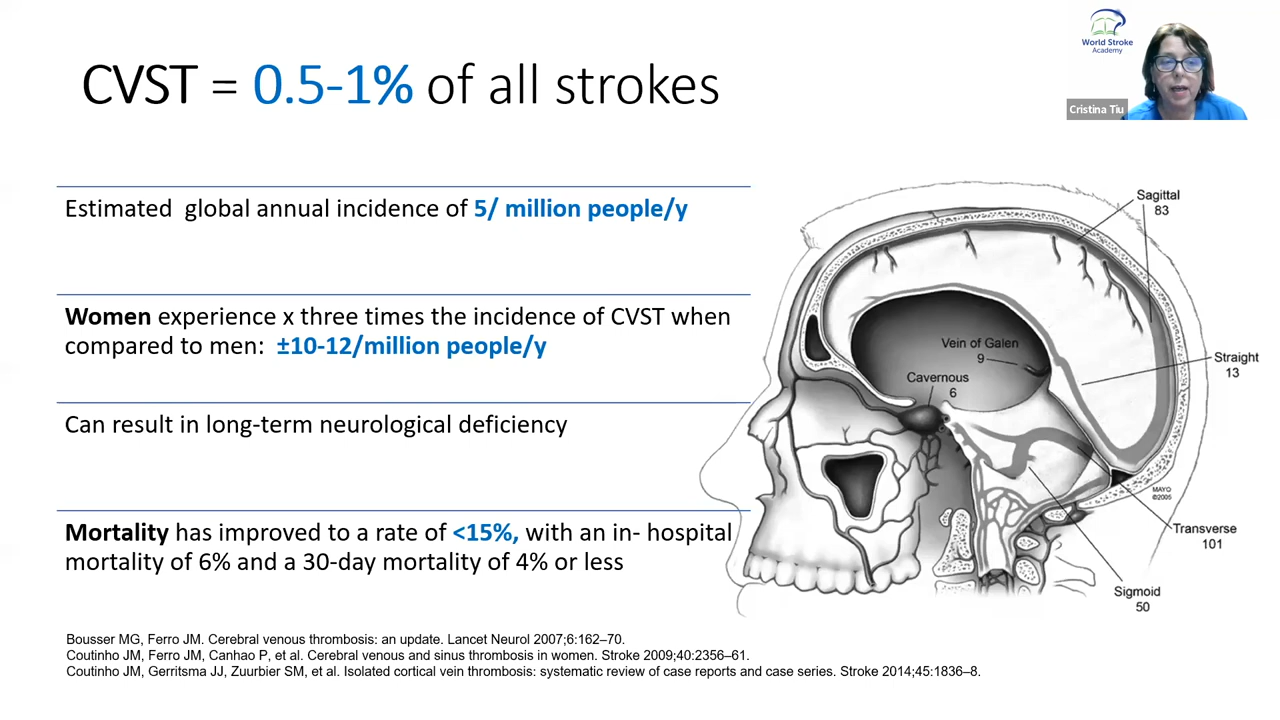 CVST = 0.5-1% of all strokes
World Stroke
Academy
Cristina Tiu
Estimated global annual incidence of 5/ million people/y
Women experience x three times the incidence of CVST when
compared to men: ±10-12/million people/y
Can result in long-term neurological deficiency
Mortality has improved to a rate of <15%, with an in- hospital
mortality of 6% and a 30-day mortality of 4% or less
Sagittal
83
Straight
13
Vein of Galen
9
Cavernous
6
MAYO
©2005
Transverse
101
Sigmoid
50
Bousser MG, Ferro JM. Cerebral venous thrombosis: an update. Lancet Neurol 2007;6:162–70.
Coutinho JM, Ferro JM, Canhao P, et al. Cerebral venous and sinus thrombosis in women. Stroke 2009;40:2356–61.
Coutinho JM, Gerritsma JJ, Zuurbier SM, et al. Isolated cortical vein thrombosis: systematic review of case reports and case series. Stroke 2014;45:1836–8.